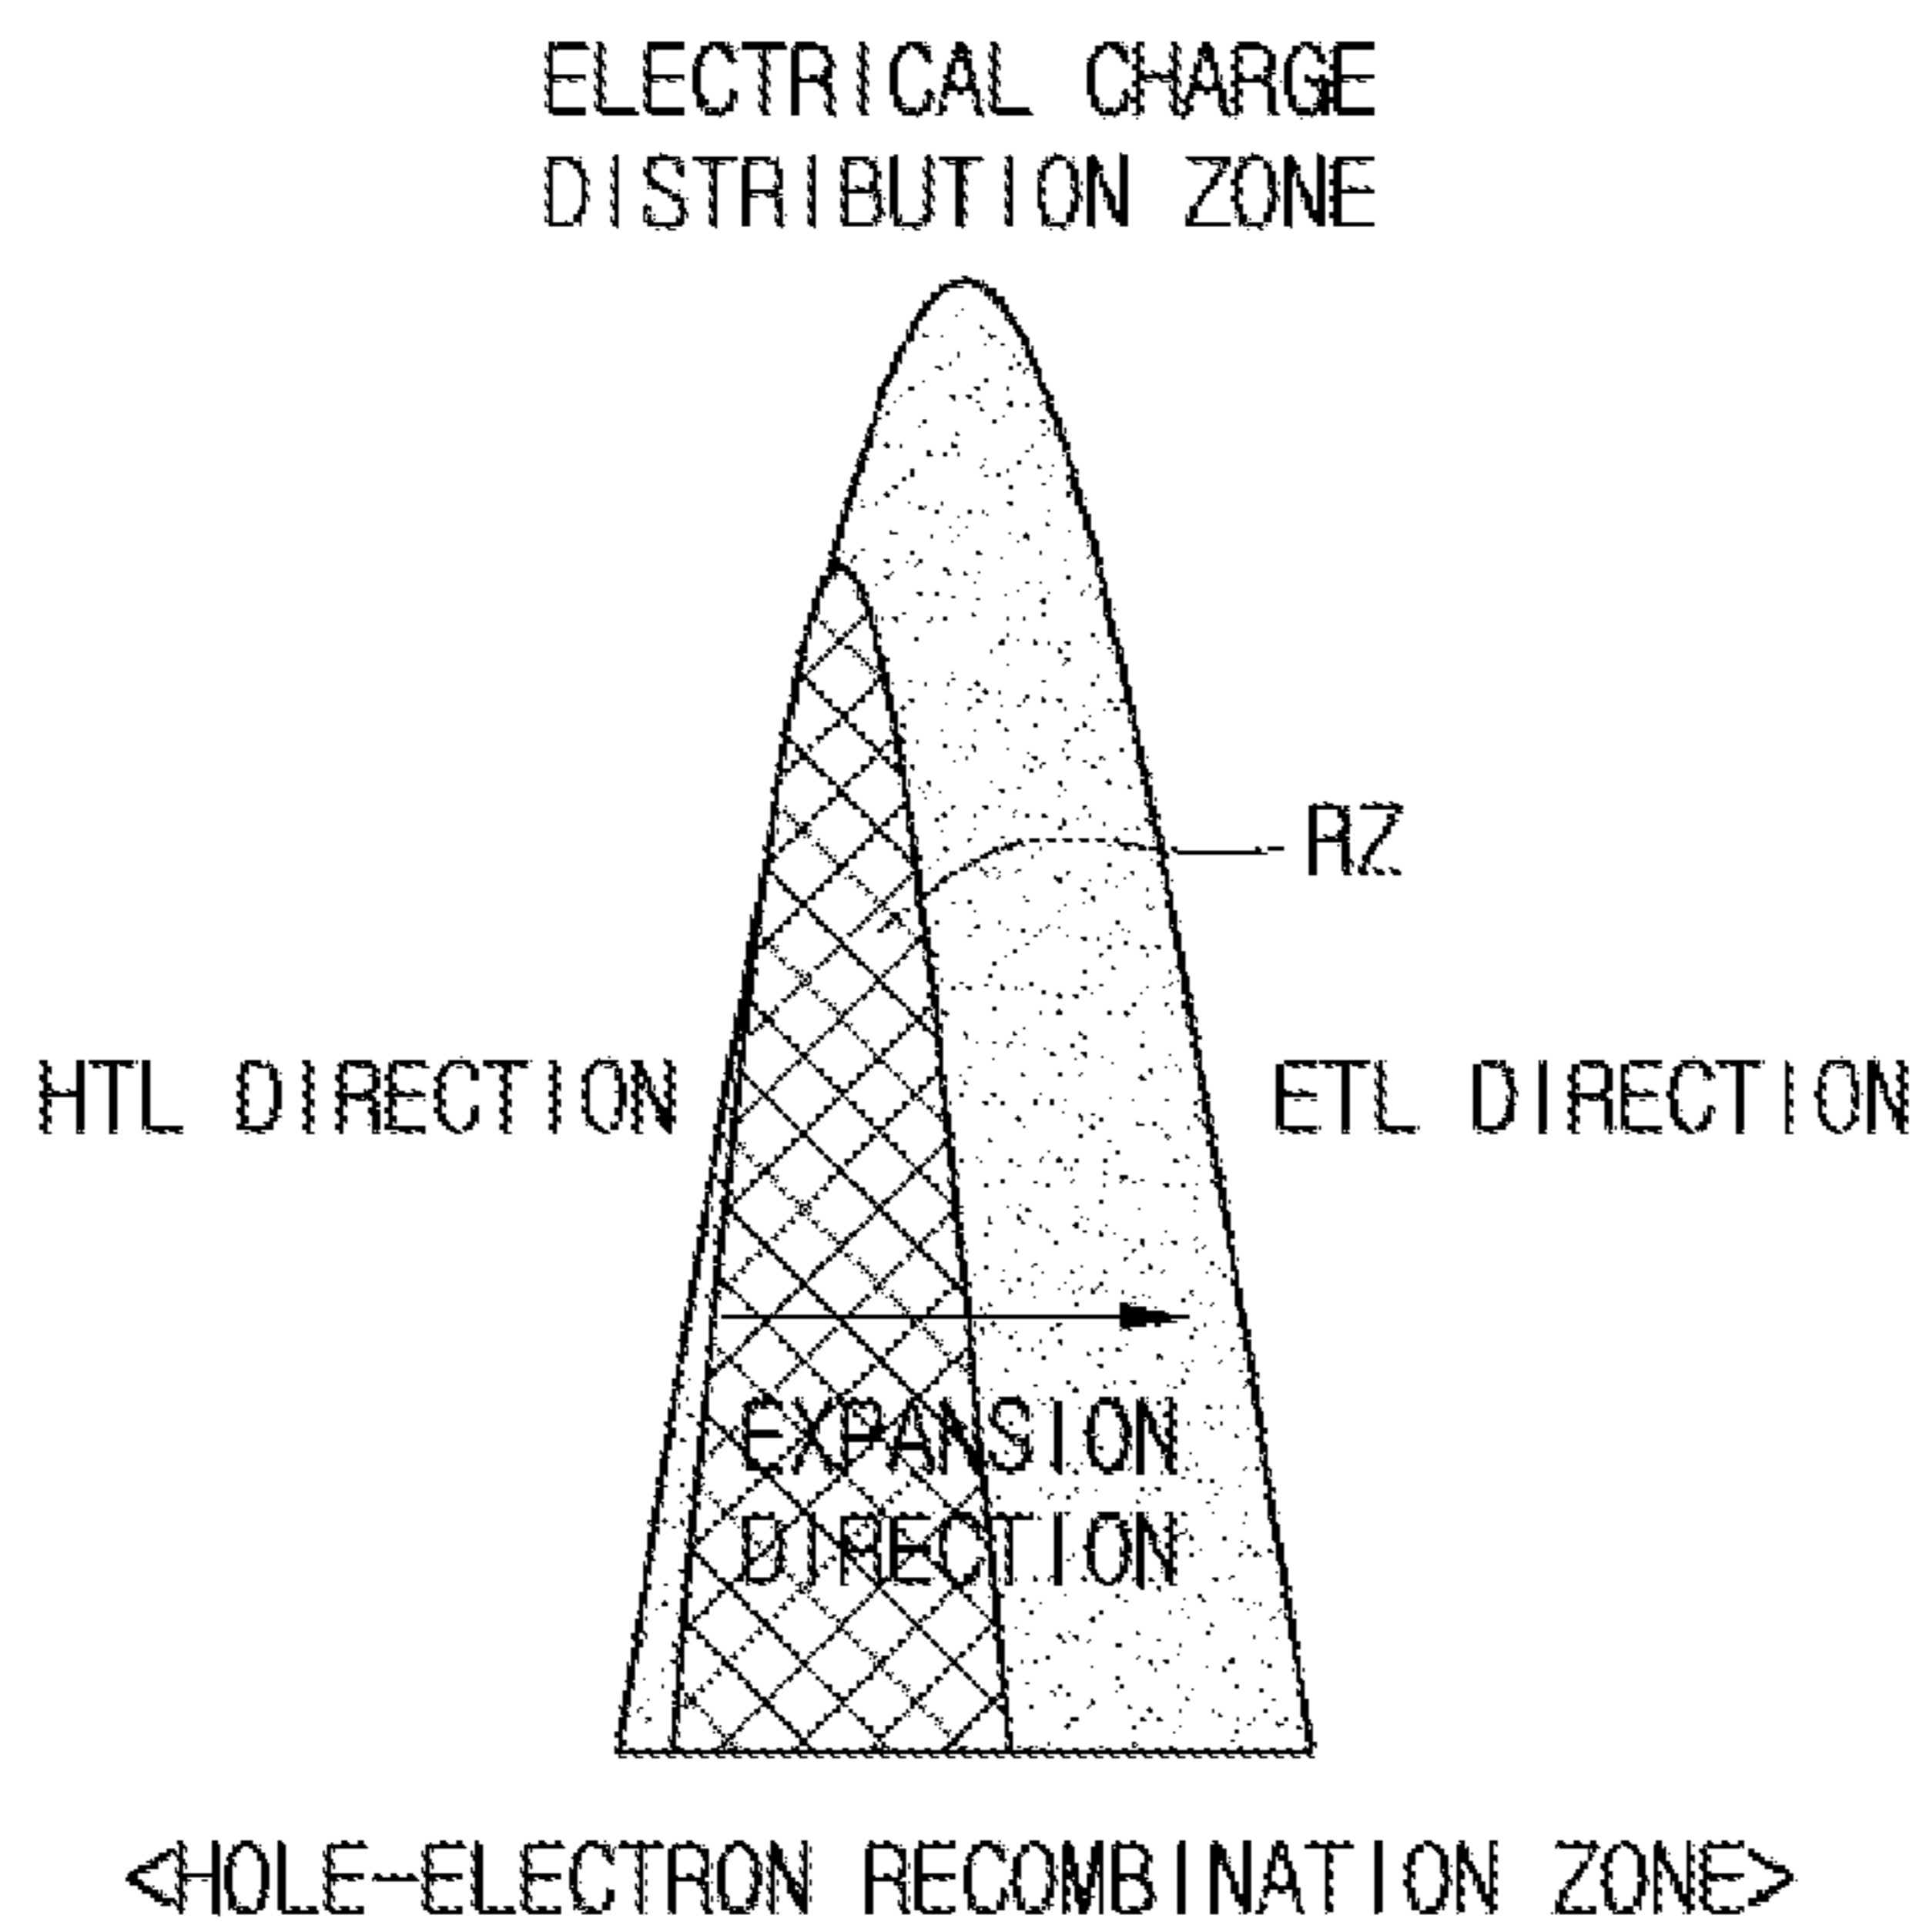 ELECTRICAL CHARGE
DISTRIBUTION ZONE
RZ
HTL DIRECTION
ETL DIRECTION
EXPANSION
DIRECTION
<HOLE-ELECTRON RECOMBINATION ZONE>